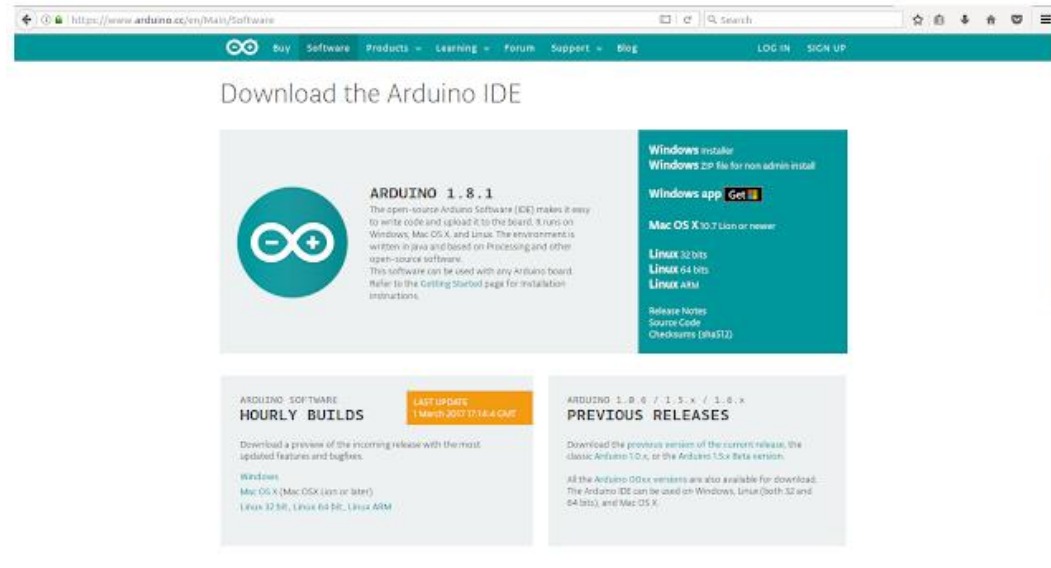 https://www.arduino.cc/en/Main/Software
Search
Buy Software Products Learning Forum Support Blog LOG IN SIGN UP
Download the Arduino IDE
ARDUINO 1.8.1
The open-source Arduino Software (IDE) makes it easy
to write code and upload it to the board. It runs on
Windows, Mac OS X, and Linux. The environment is
written in Java and based on Processing and other
open-source software.
This software can be used with any Arduino board.
Refer to the Getting Started page for Installation
instructions.
Windows Installer
Windows ZIP file for non admin install
Windows app Get
Mac OS X 10.7 Lion or newer
Linux 32 bits
Linux 64 bits
Linux ARM
Release Notes
Source Code
Checksums (sha512)
ARDUINO SOFTWARE
HOURLY BUILDS
LAST UPDATE
1 March 2017 17:14:4 GMT
Download a preview of the incoming release with the most
updated features and bugfixes.
Windows
Mac OS X (Mac OSX Lion or later)
Linux 32 bit, Linux 64 bit, Linux ARM
ARDUINO 1.0.6 / 1.5.x / 1.6.x
PREVIOUS RELEASES
Download the previous version of the current release, the
classic Arduino 1.0.x, or the Arduino 1.5.x Beta version.
All the Arduino 00xx versions are also available for download.
The Arduino IDE can be used on Windows, Linux (both 32 and
64 bits), and Mac OS X.